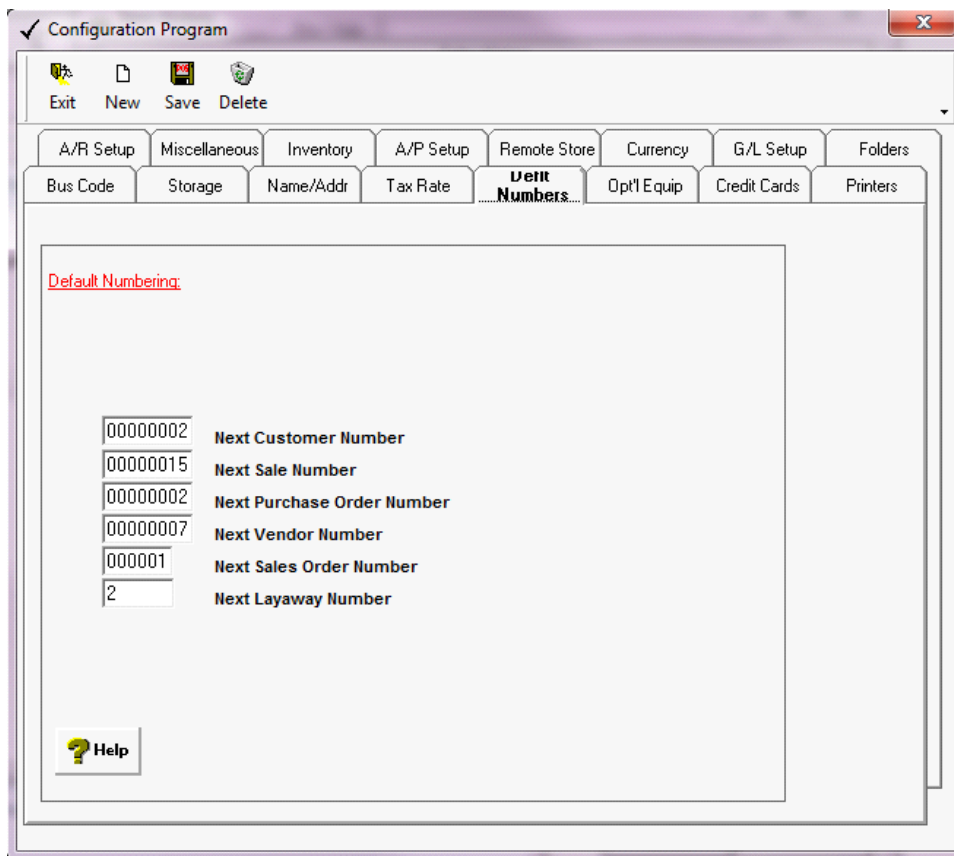 Configuration Program
Exit New Save Delete
A/R Setup Miscellaneous Inventory A/P Setup Remote Store Currency G/L Setup Folders
Bus Code Storage Name/Addr Tax Rate Deflt Numbers Opt'l Equip Credit Cards Printers
Default Numbering:
00000002 Next Customer Number
00000015 Next Sale Number
00000002 Next Purchase Order Number
00000007 Next Vendor Number
000001 Next Sales Order Number
2 Next Layaway Number
? Help